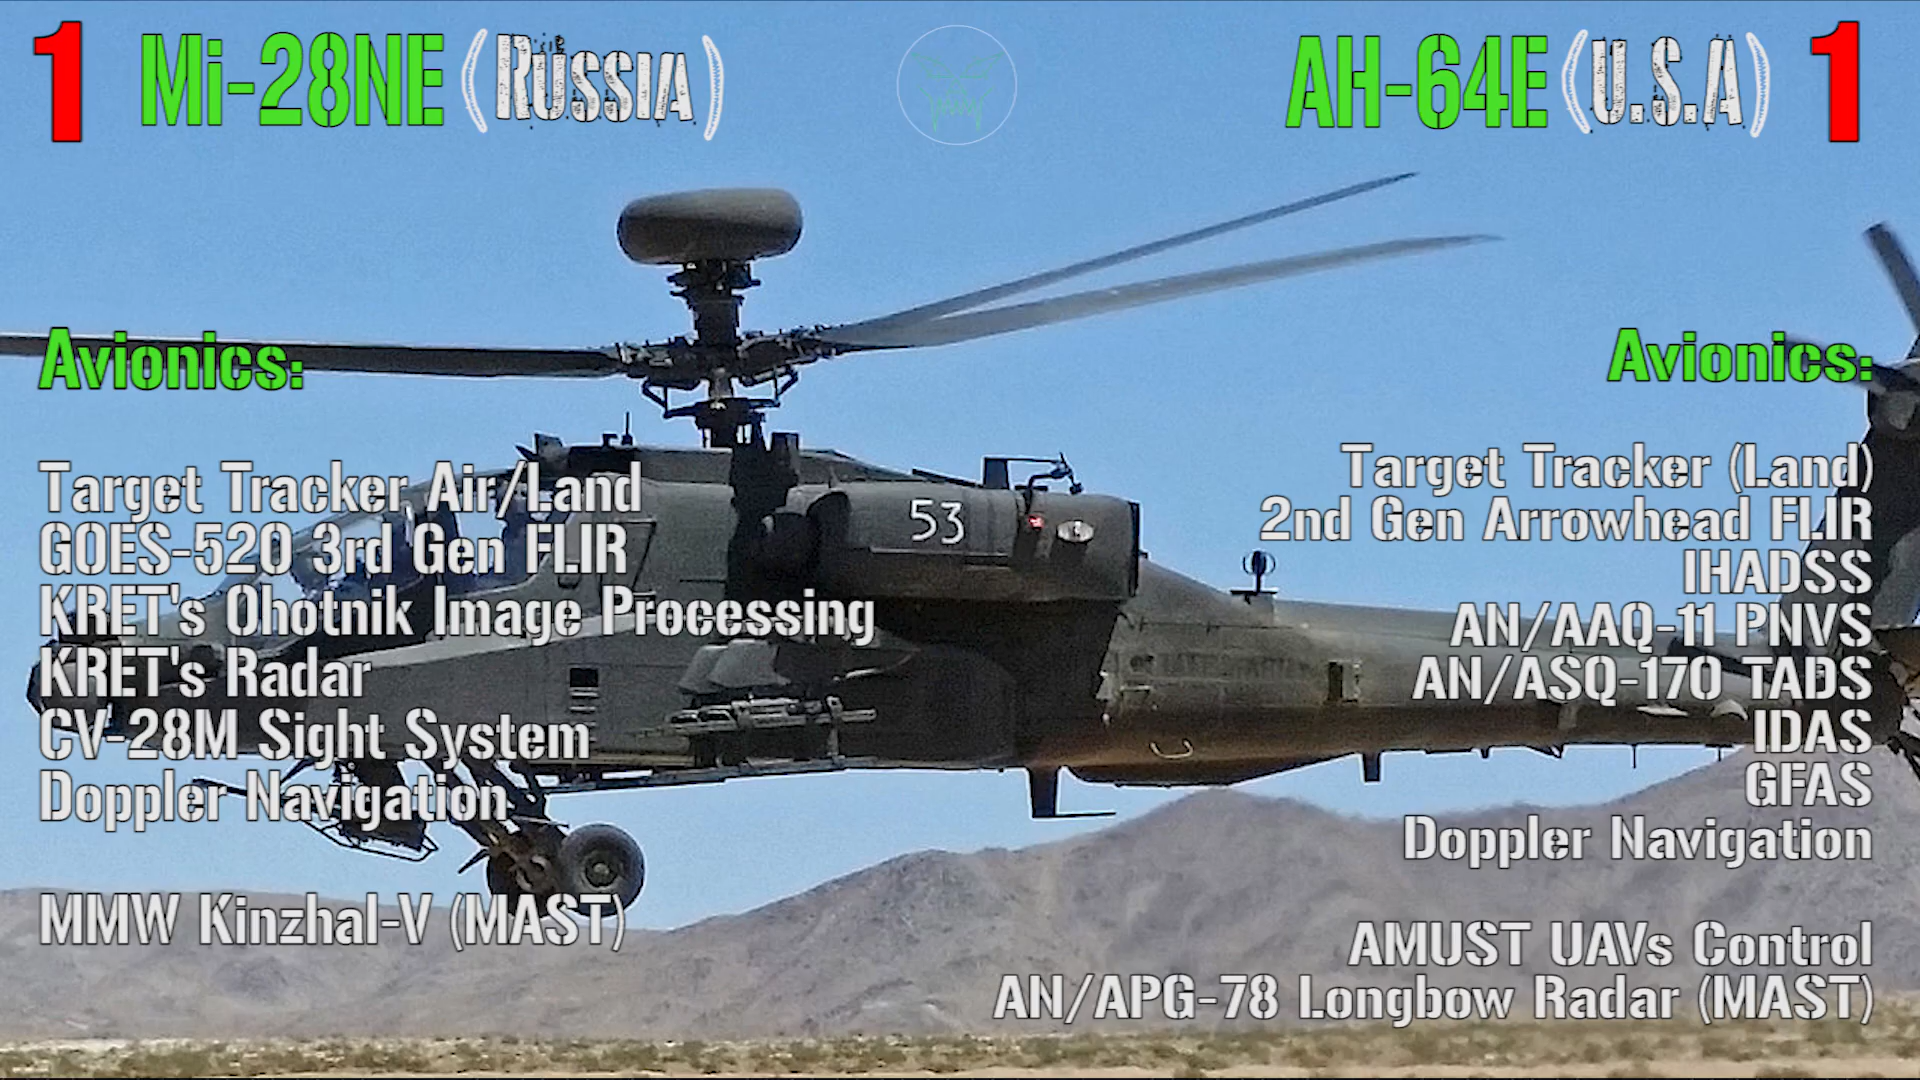 1 Mi-28NE (Russia)
AH-64E (U.S.A) 1
Avionics:
Target Tracker Air/Land
GOES-520 3rd Gen FLIR
KRET's Ohotnik Image Processing
KRET's Radar
CV-28M Sight System
Doppler Navigation
MMW Kinzhal-V (MAST)
Avionics:
Target Tracker (Land)
2nd Gen Arrowhead FLIR
IHADSS
AN/AAQ-11 PNVS
AN/ASQ-170 TADS
IDAS
GFAS
Doppler Navigation
AMUST UAVs Control
AN/APG-78 Longbow Radar (MAST)
53